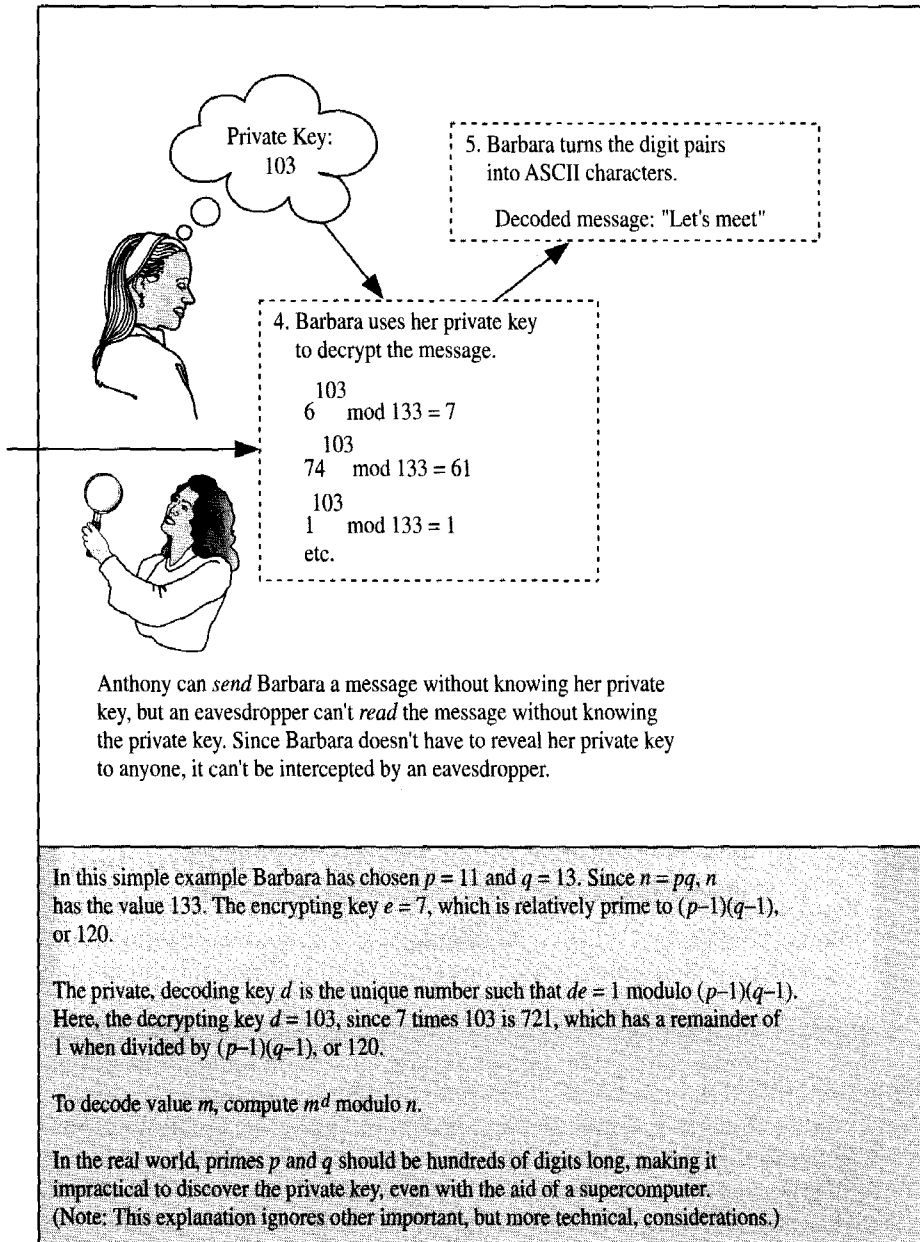 Private Key:
103
5. Barbara turns the digit pairs
into ASCII characters.
Decoded message: "Let's meet"
4. Barbara uses her private key
to decrypt the message.
6^103 mod 133 = 7
74^103 mod 133 = 61
1^103 mod 133 = 1
etc.
Anthony can send Barbara a message without knowing her private
key, but an eavesdropper can't read the message without knowing
the private key. Since Barbara doesn't have to reveal her private key
to anyone, it can't be intercepted by an eavesdropper.
In this simple example Barbara has chosen p = 11 and q = 13. Since n = pq, n
has the value 133. The encrypting key e = 7, which is relatively prime to (p–1)(q–1),
or 120.
The private, decoding key d is the unique number such that de = 1 modulo (p–1)(q–1).
Here, the decrypting key d = 103, since 7 times 103 is 721, which has a remainder of
1 when divided by (p–1)(q–1), or 120.
To decode value m, compute m^d modulo n.
In the real world, primes p and q should be hundreds of digits long, making it
impractical to discover the private key, even with the aid of a supercomputer.
(Note: This explanation ignores other important, but more technical, considerations.)